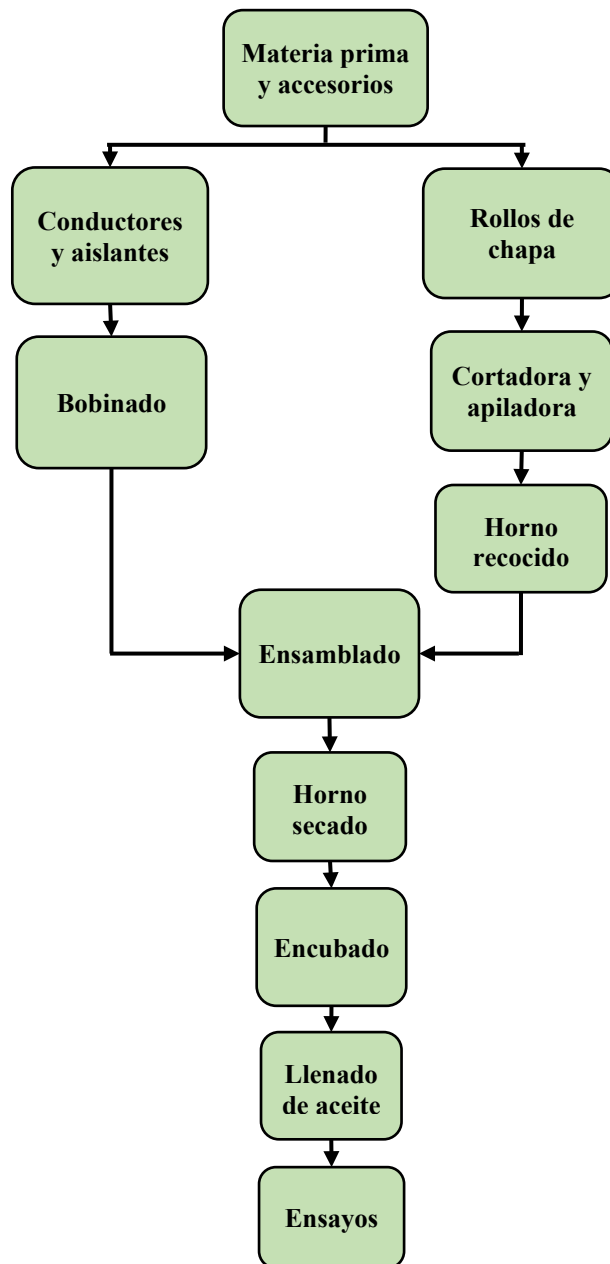 Materia prima
y accesorios
Conductores
y aislantes
Rollos de
chapa
Bobinado
Cortadora y
apiladora
Horno
recocido
Ensamblado
Horno
secado
Encubado
Llenado
de aceite
Ensayos